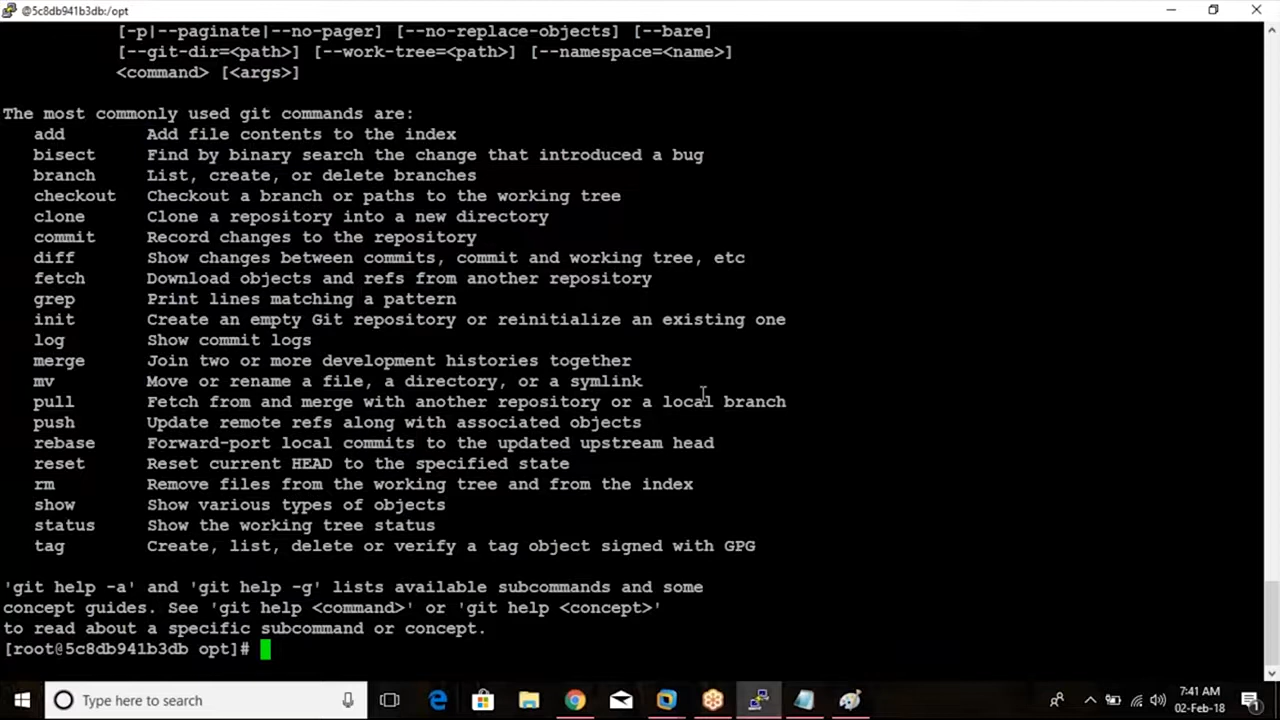 @5c8db941b3db:/opt
[-p|--paginate|--no-pager] [--no-replace-objects] [--bare]
[--git-dir=<path>] [--work-tree=<path>] [--namespace=<name>]
<command> [<args>]
The most commonly used git commands are:
add        Add file contents to the index
bisect     Find by binary search the change that introduced a bug
branch     List, create, or delete branches
checkout   Checkout a branch or paths to the working tree
clone      Clone a repository into a new directory
commit     Record changes to the repository
diff       Show changes between commits, commit and working tree, etc
fetch      Download objects and refs from another repository
grep       Print lines matching a pattern
init       Create an empty Git repository or reinitialize an existing one
log        Show commit logs
merge      Join two or more development histories together
mv         Move or rename a file, a directory, or a symlink
pull       Fetch from and merge with another repository or a local branch
push       Update remote refs along with associated objects
rebase     Forward-port local commits to the updated upstream head
reset      Reset current HEAD to the specified state
rm         Remove files from the working tree and from the index
show       Show various types of objects
status     Show the working tree status
tag        Create, list, delete or verify a tag object signed with GPG
'git help -a' and 'git help -g' lists available subcommands and some
concept guides. See 'git help <command>' or 'git help <concept>'
to read about a specific subcommand or concept.
[root@5c8db941b3db opt]#
Type here to search
7:41 AM
02-Feb-18
1